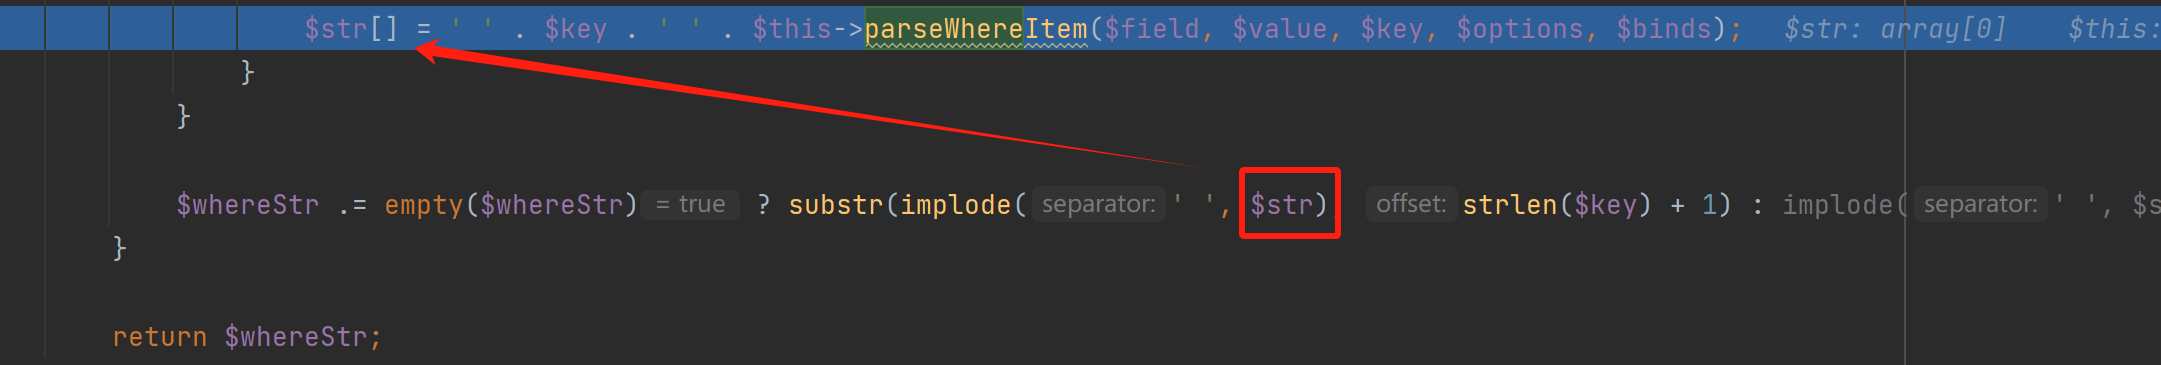 $str[] = ' ' . $key . ' ' . $this->parseWhereItem($field, $value, $key, $options, $binds); $str: array[0] $this:
}
}
$whereStr .= empty($whereStr) = true ? substr(implode( separator: ' ', $str) offset: strlen($key) + 1) : implode( separator: ' ', $s
}
return $whereStr;